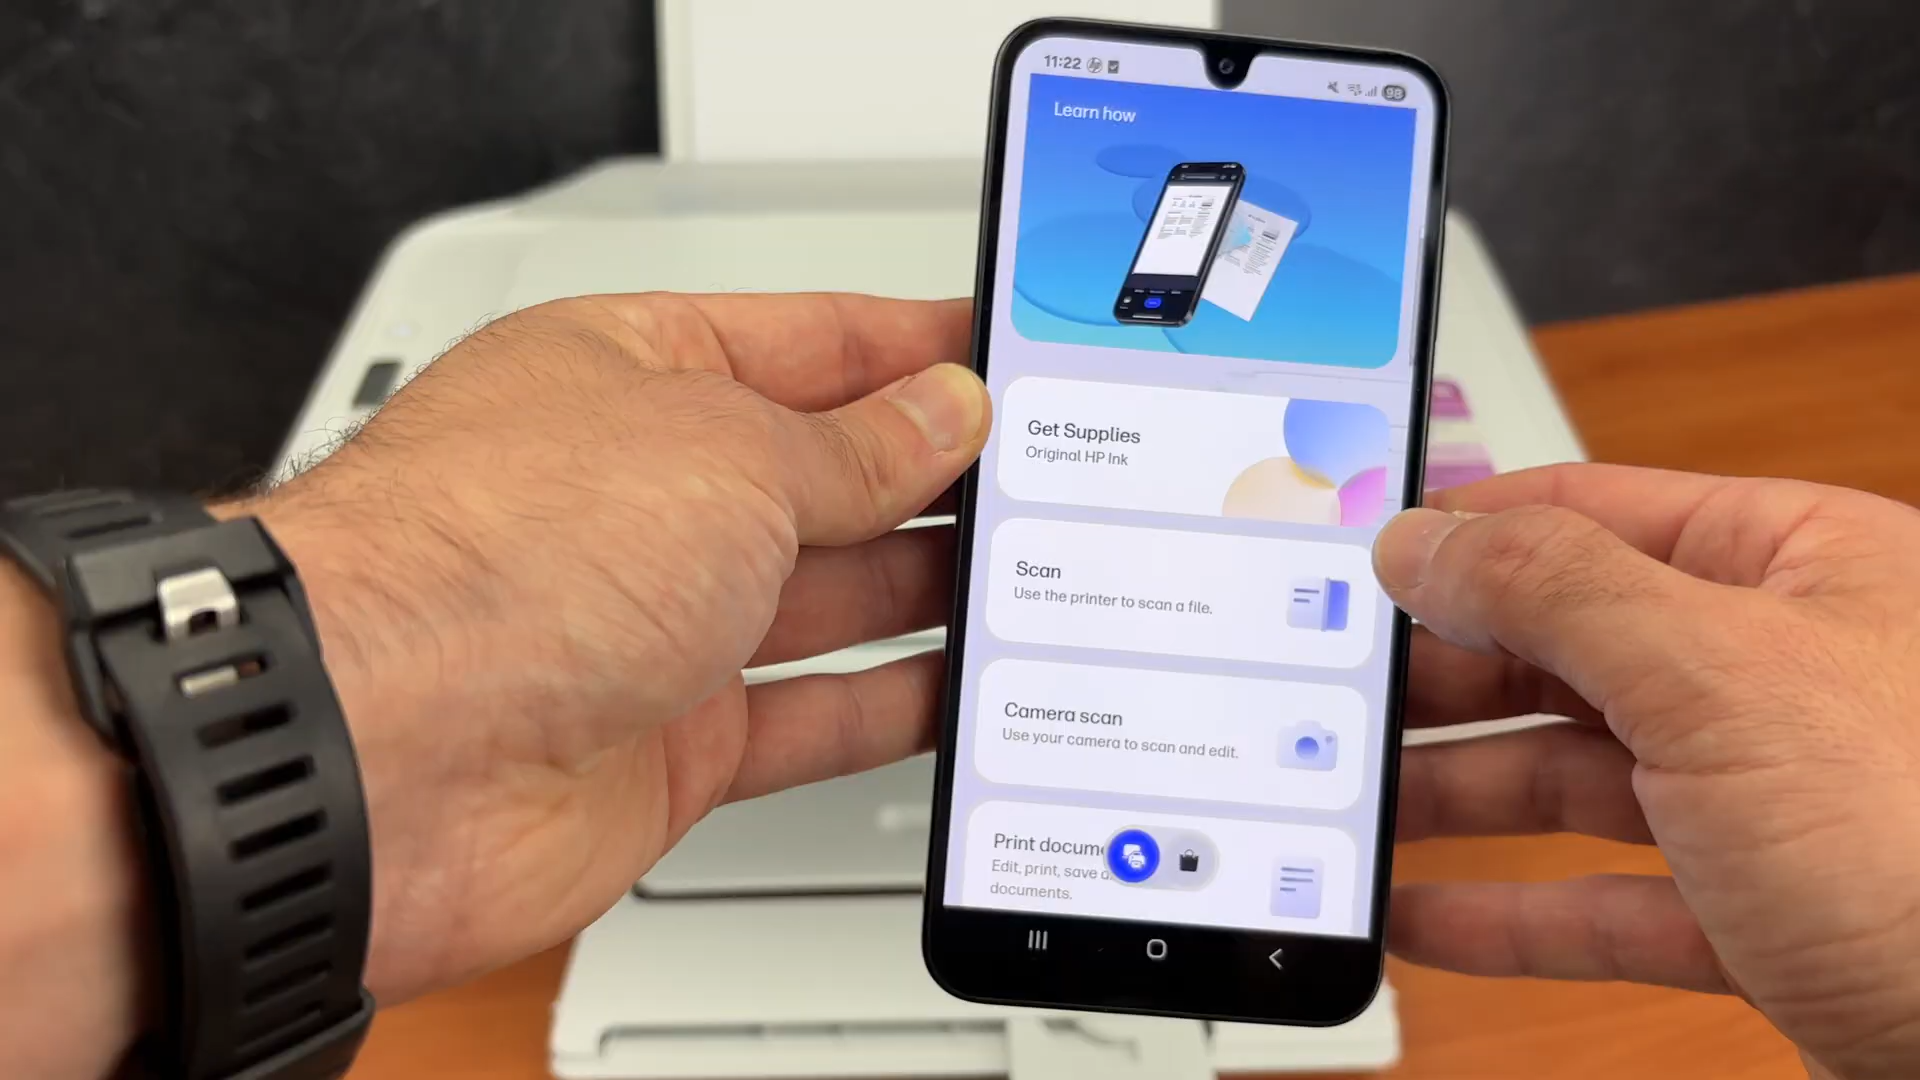 11:22
98
Learn how
Get Supplies
Original HP Ink
Scan
Use the printer to scan a file.
Camera scan
Use your camera to scan and edit.
Print docum
Edit, print, save a
documents.